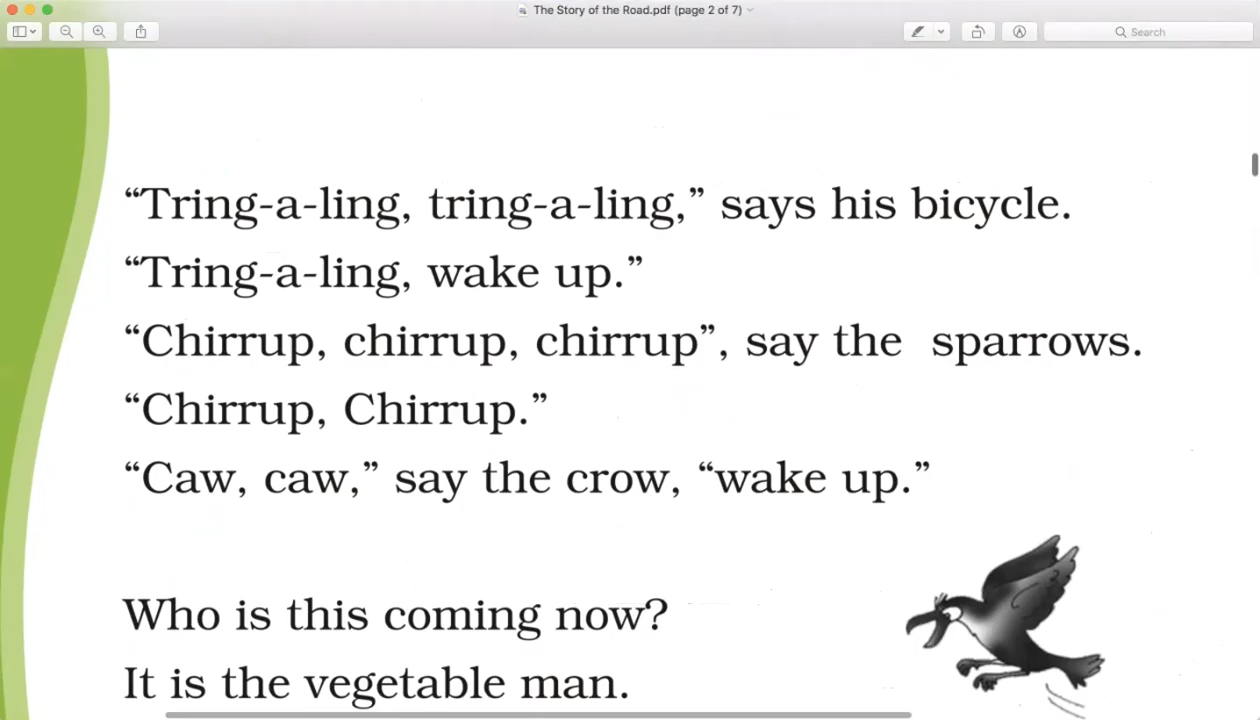 The Story of the Road.pdf (page 2 of 7)
Search
“Tring-a-ling, tring-a-ling,” says his bicycle.
“Tring-a-ling, wake up.”
“Chirrup, chirrup, chirrup”, say the sparrows.
“Chirrup, Chirrup.”
“Caw, caw,” say the crow, “wake up.”
Who is this coming now?
It is the vegetable man.